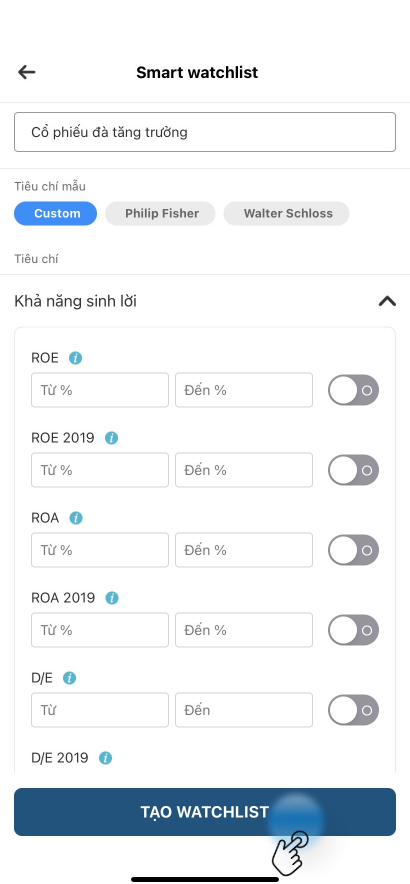 Smart watchlist
Cổ phiếu đà tăng trưởng
Tiêu chí mẫu
Custom Philip Fisher Walter Schloss
Tiêu chí
Khả năng sinh lời
ROE i
Từ % Đến %
ROE 2019 i
Từ % Đến %
ROA i
Từ % Đến %
ROA 2019 i
Từ % Đến %
D/E i
Từ Đến
D/E 2019 i
TẠO WATCHLIST